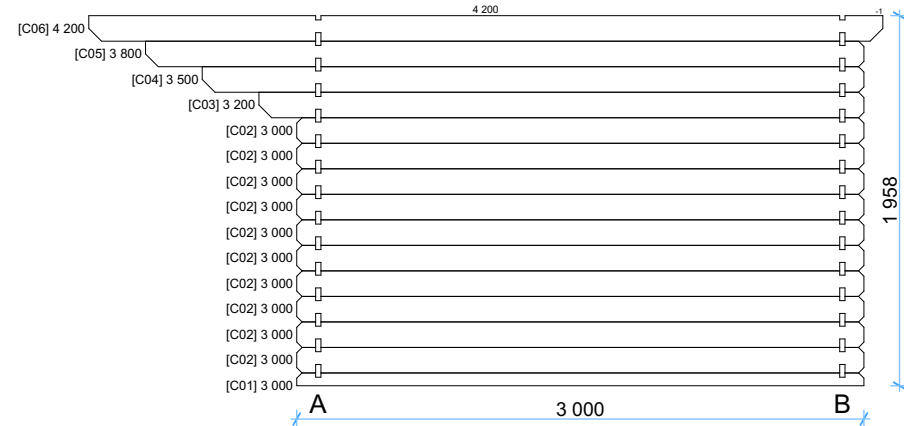 4 200
-1
[C06] 4 200
[C05] 3 800
[C04] 3 500
[C03] 3 200
[C02] 3 000
[C02] 3 000
[C02] 3 000
[C02] 3 000
[C02] 3 000
[C02] 3 000
[C02] 3 000
[C02] 3 000
[C02] 3 000
[C02] 3 000
[C01] 3 000
1 958
A
B
3 000